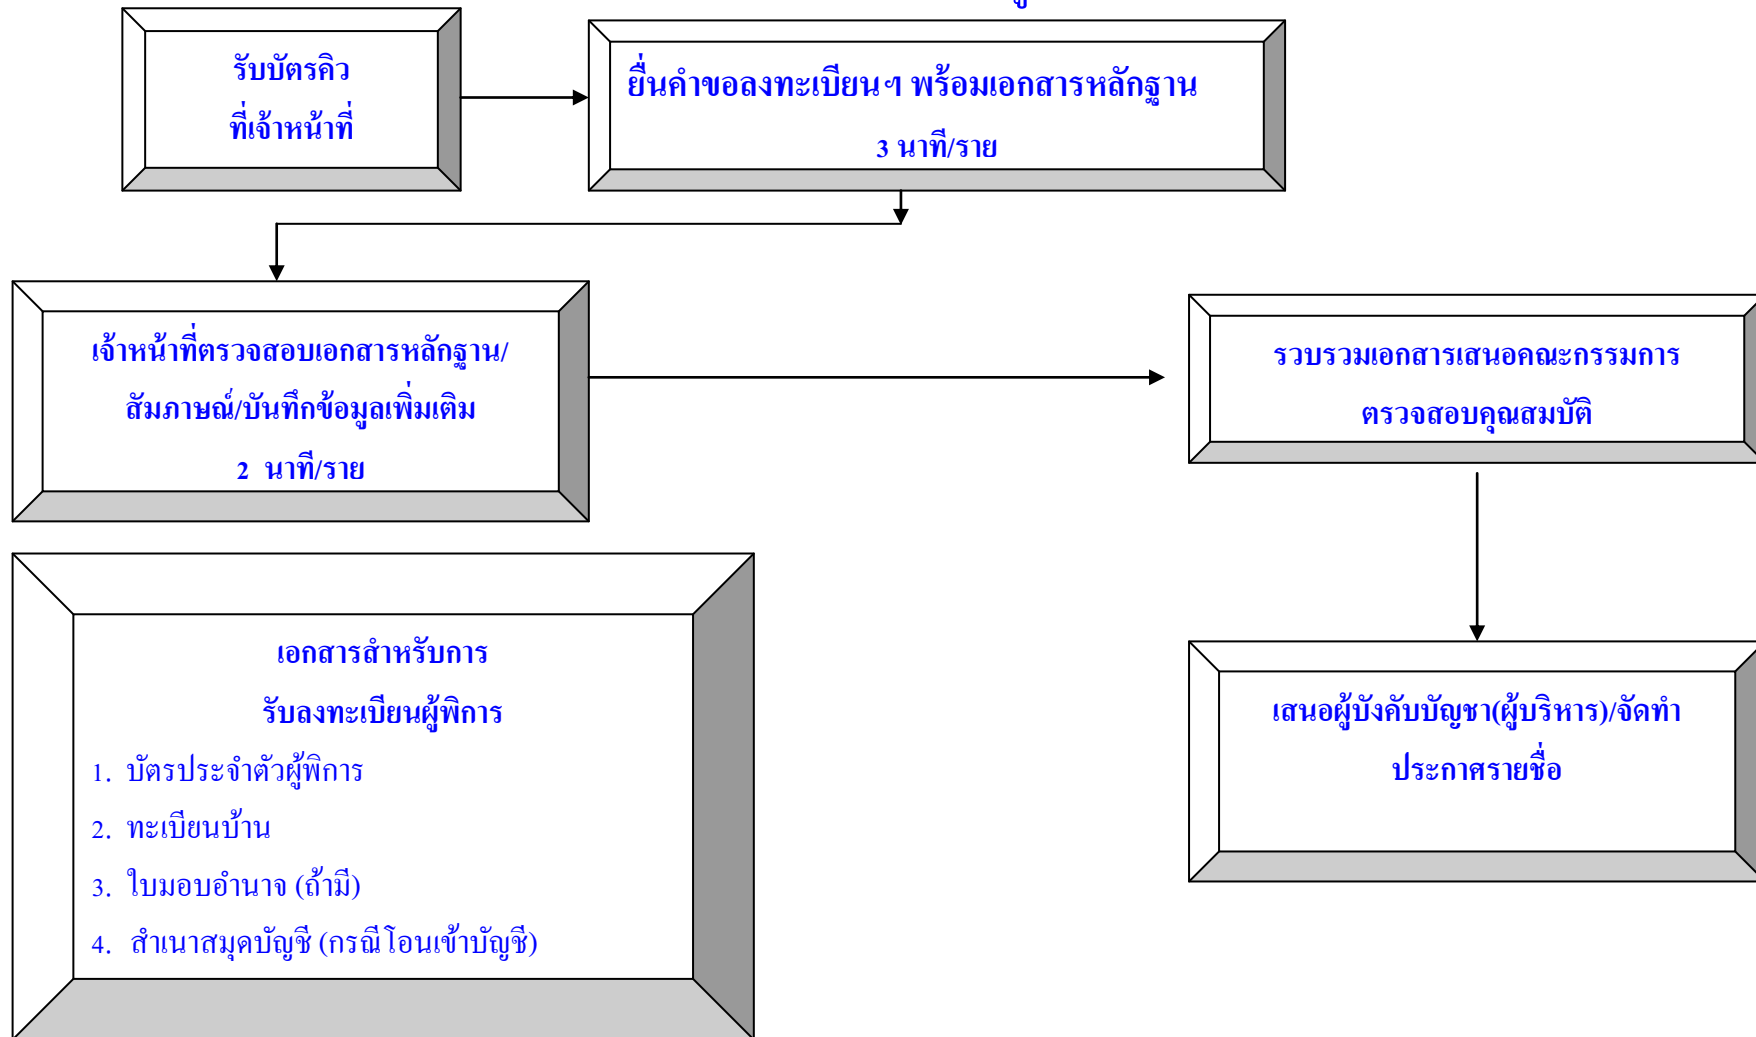 รับบัตรคิว
ที่เจ้าหน้าที่
ยื่นคำขอลงทะเบียนฯ พร้อมเอกสารหลักฐาน
3 นาที/ราย
เจ้าหน้าที่ตรวจสอบเอกสารหลักฐาน/
สัมภาษณ์/บันทึกข้อมูลเพิ่มเติม
2 นาที/ราย
รวบรวมเอกสารเสนอคณะกรรมการ
ตรวจสอบคุณสมบัติ
เสนอผู้บังคับบัญชา(ผู้บริหาร)/จัดทำ
ประกาศรายชื่อ
เอกสารสำหรับการ
รับลงทะเบียนผู้พิการ
1. บัตรประจำตัวผู้พิการ
2. ทะเบียนบ้าน
3. ใบมอบอำนาจ (ถ้ามี)
4. สำเนาสมุดบัญชี (กรณีโอนเข้าบัญชี)